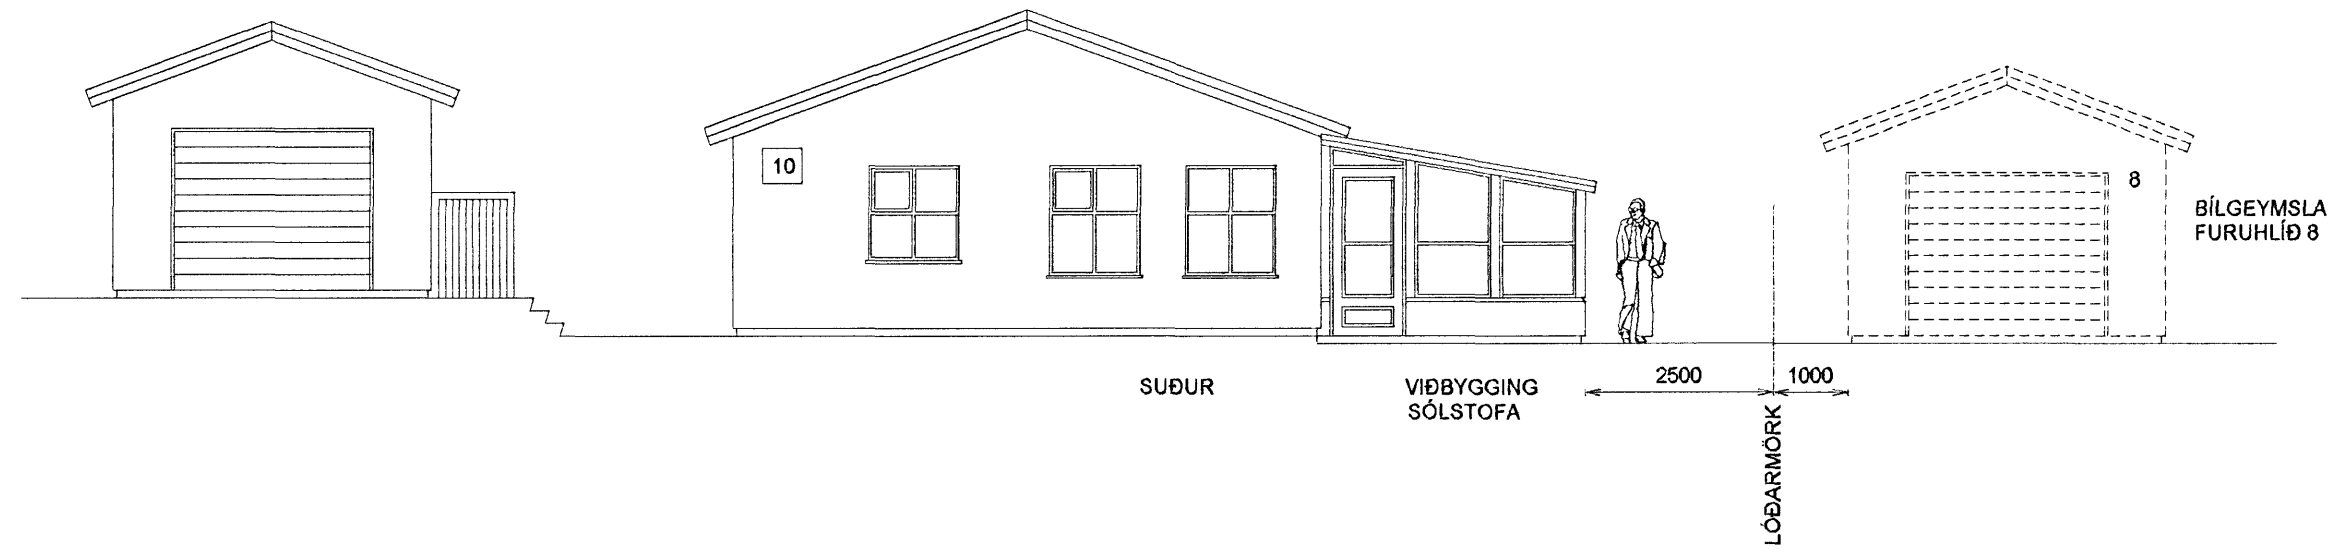 10
8
BÍLGEYMSLA
FURUHLÍÐ 8
SUÐUR
VIÐBYGGING
SÓLSTOFA
2500
1000
LÓÐARMÖRK